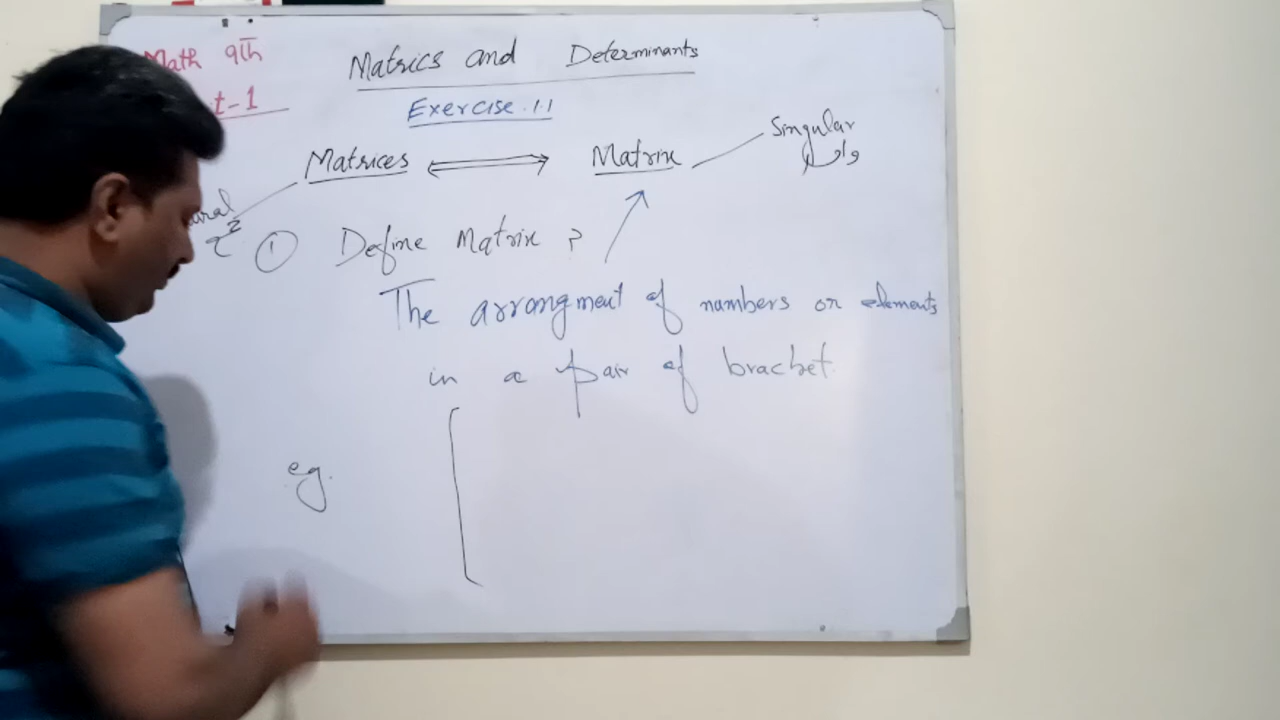 Math 9th
t-1
Matrics and Determinants
Exercise 1.1
Matrices Matrix Singular
واحد
① Define Matrix ?
The arrangment of numbers or elements
in a pair of bracket.
eg. [